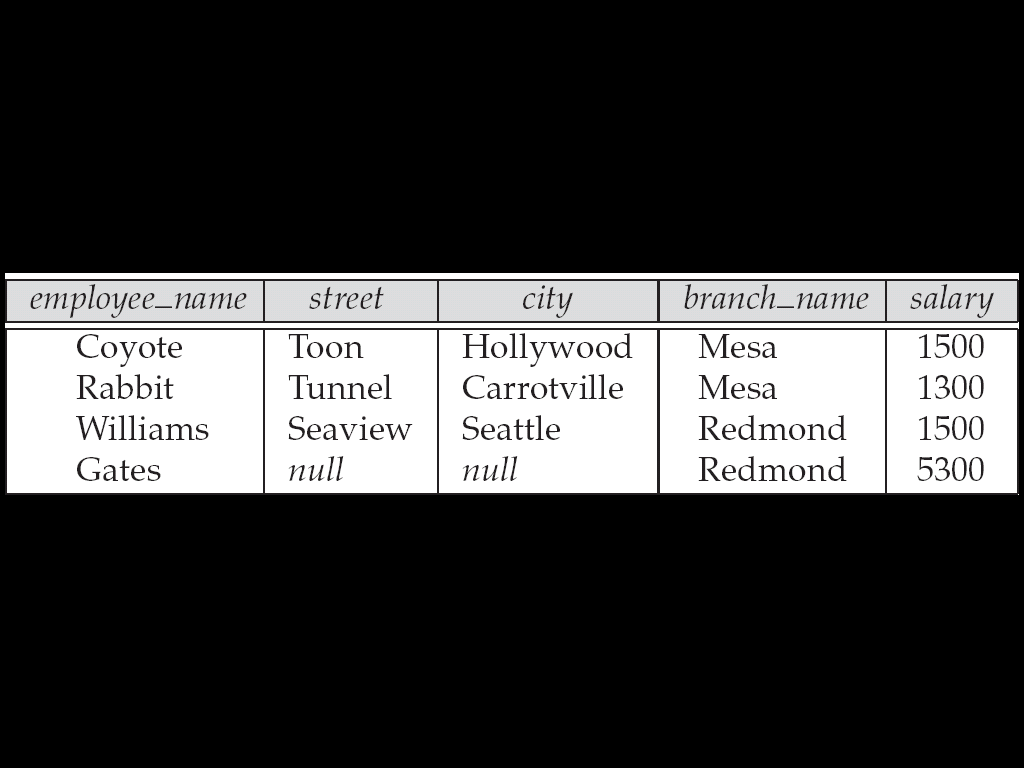 employee_name street city branch_name salary
Coyote Toon Hollywood Mesa 1500
Rabbit Tunnel Carrotville Mesa 1300
Williams Seaview Seattle Redmond 1500
Gates null null Redmond 5300